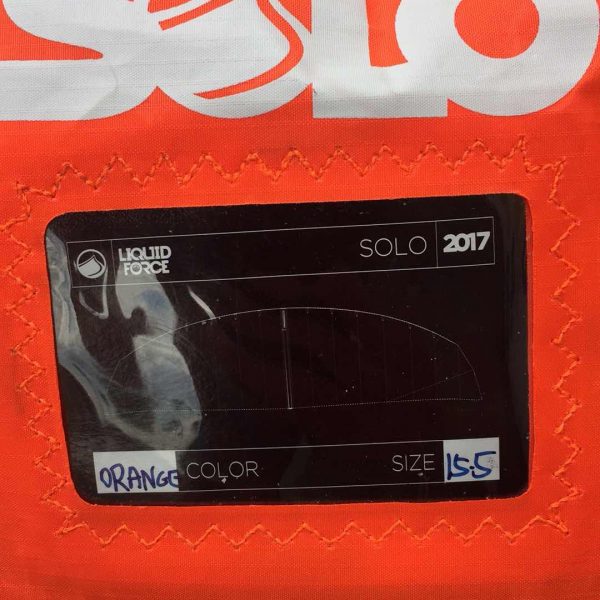 SOLO
LIQUID FORCE
SOLO 2017
ORANGE COLOR SIZE 15.5